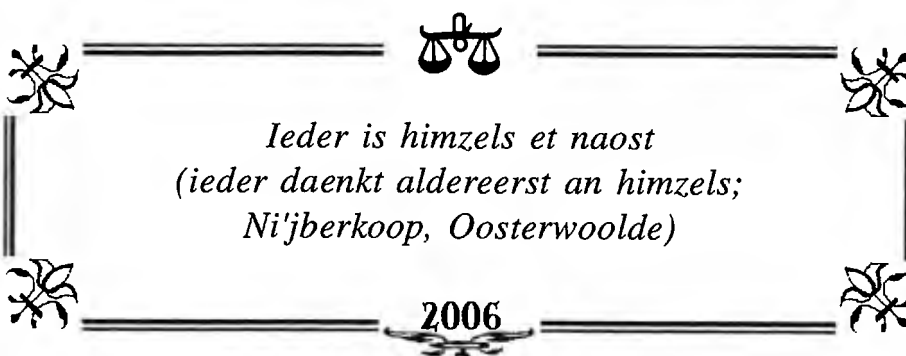 Ieder is himzels et naost
(ieder daenkt aldereerst an himzels;
Ni'jberkoop, Oosterwoolde)
2006